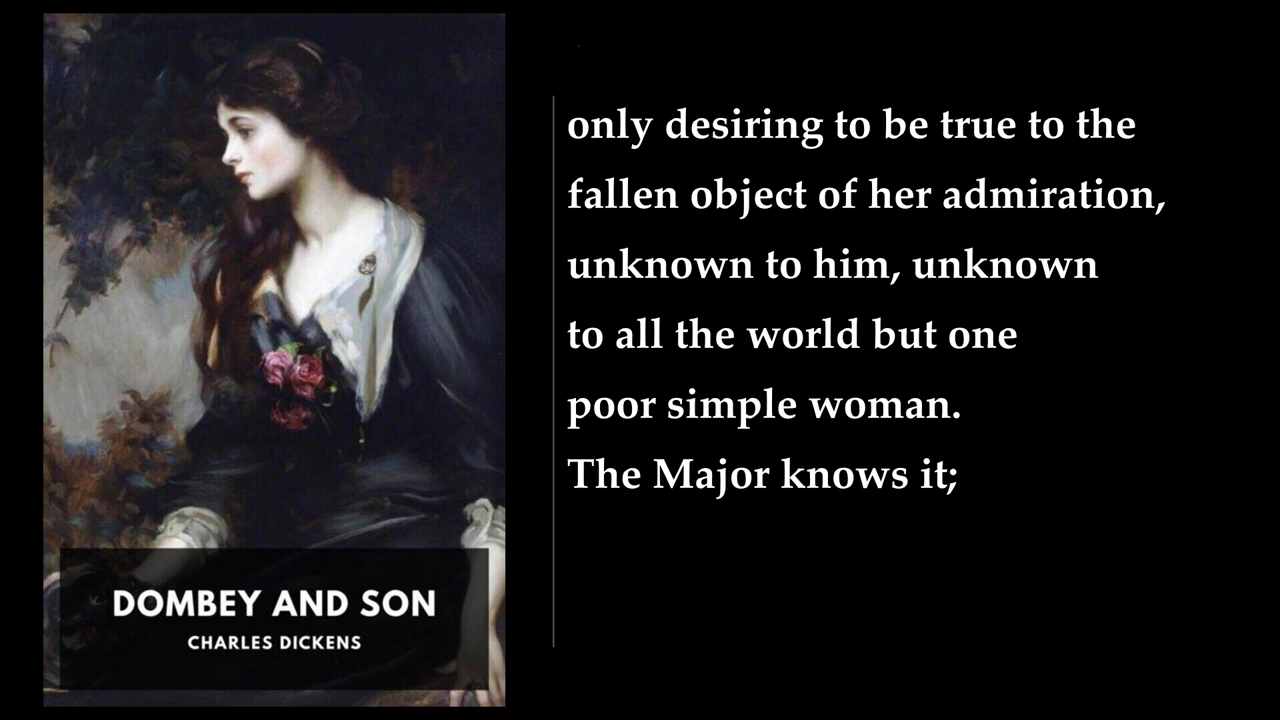 DOMBEY AND SON
CHARLES DICKENS
only desiring to be true to the
fallen object of her admiration,
unknown to him, unknown
to all the world but one
poor simple woman.
The Major knows it;